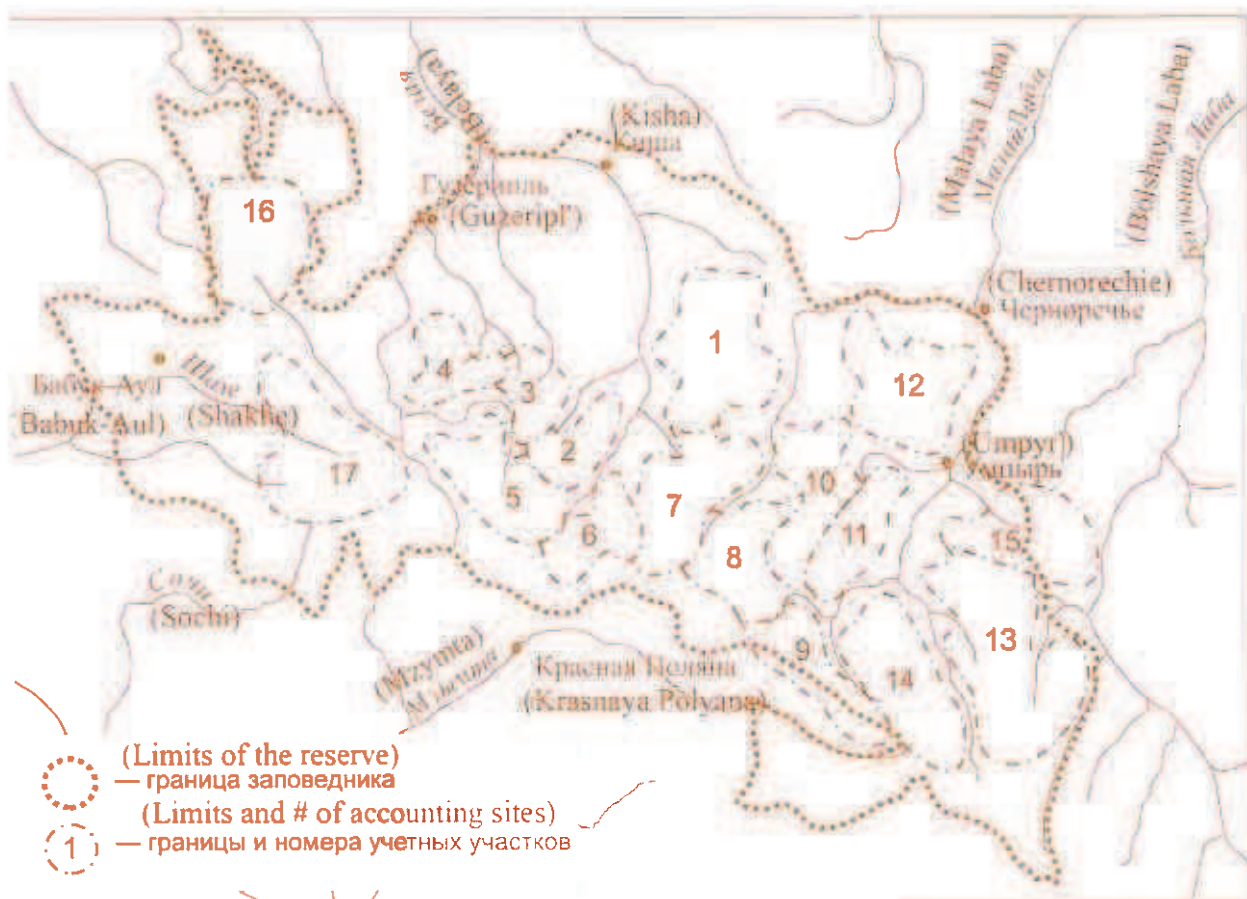 (Belaya)
Белая
(Kisha)
Киша
(Malaya Laba)
Малая Лаба
(Bolshaya Laba)
Большая Лаба
Гузерипль
(Guzeripl')
16
(Chernorechie)
Черноречье
1
4
3
12
Бабук-Аул
Babuk-Aul)
Шахе
(Shakhe)
2
17
5
6
7
10
(Umpyr)
Умпырь
8
11
15
Сочи
(Sochi)
(Mzymta)
Мзымта
Красная Поляна
(Krasnaya Polyana)
9
14
13
(Limits of the reserve)
— граница заповедника
(Limits and # of accounting sites)
1 — границы и номера учетных участков